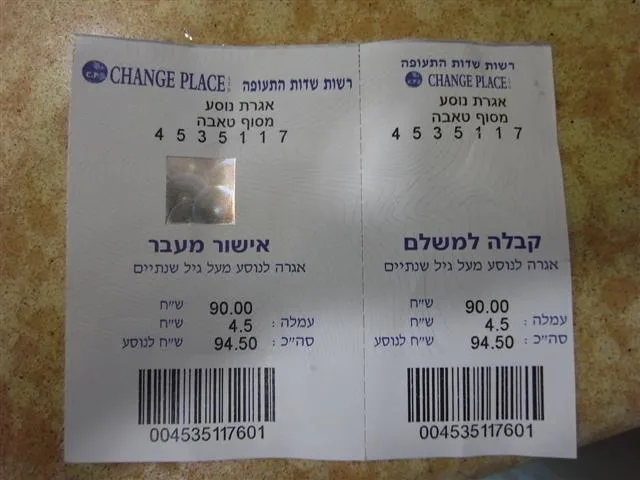 C.P.S CHANGE PLACE LTD רשות שדות התעופה
אגרת נוסע
מסוף טאבה
4535117
אישור מעבר
אגרה לנוסע מעל גיל שנתיים
90.00 ש״ח
עמלה : 4.5 ש״ח
סה״כ : 94.50 ש״ח לנוסע
004535117601
רשות שדות התעופה
CHANGE PLACE
אגרת נוסע
מסוף טאבה
4535117
קבלה למשלם
אגרה לנוסע מעל גיל שנתיים
90.00 ש״ח
עמלה : 4.5 ש״ח
סה״כ : 94.50 ש״ח לנוסע
004535117601